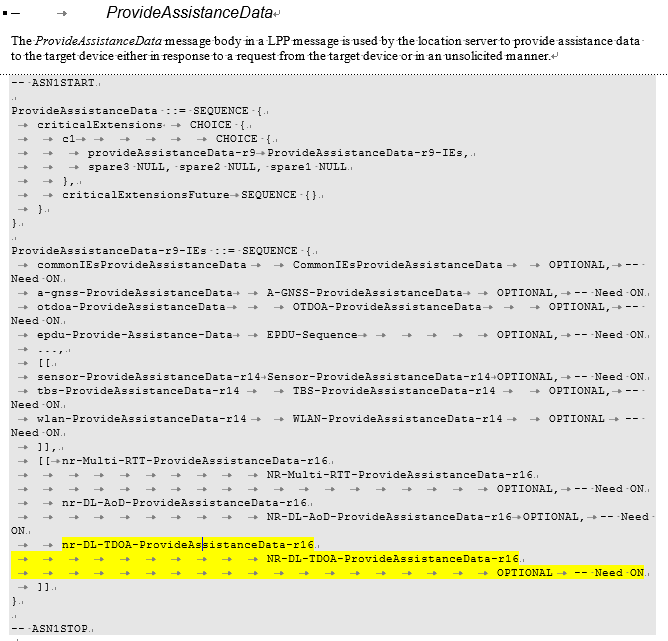 – ProvideAssistanceData
The ProvideAssistanceData message body in a LPP message is used by the location server to provide assistance data
to the target device either in response to a request from the target device or in an unsolicited manner.
-- ASN1START
ProvideAssistanceData ::= SEQUENCE {
criticalExtensions CHOICE {
c1 CHOICE {
provideAssistanceData-r9 ProvideAssistanceData-r9-IEs,
spare3 NULL, spare2 NULL, spare1 NULL
},
criticalExtensionsFuture SEQUENCE {}
}
}
ProvideAssistanceData-r9-IEs ::= SEQUENCE {
commonIEsProvideAssistanceData CommonIEsProvideAssistanceData OPTIONAL, --
Need ON
a-gnss-ProvideAssistanceData A-GNSS-ProvideAssistanceData OPTIONAL, -- Need ON
otdoa-ProvideAssistanceData OTDOA-ProvideAssistanceData OPTIONAL, --
Need ON
epdu-Provide-Assistance-Data EPDU-Sequence OPTIONAL, -- Need ON
...,
[[
sensor-ProvideAssistanceData-r14 Sensor-ProvideAssistanceData-r14 OPTIONAL, -- Need ON
tbs-ProvideAssistanceData-r14 TBS-ProvideAssistanceData-r14 OPTIONAL, --
Need ON
wlan-ProvideAssistanceData-r14 WLAN-ProvideAssistanceData-r14 OPTIONAL --
Need ON
]],
[[ nr-Multi-RTT-ProvideAssistanceData-r16
NR-Multi-RTT-ProvideAssistanceData-r16
OPTIONAL, -- Need ON
nr-DL-AoD-ProvideAssistanceData-r16
NR-DL-AoD-ProvideAssistanceData-r16 OPTIONAL, -- Need
ON
nr-DL-TDOA-ProvideAssistanceData-r16
NR-DL-TDOA-ProvideAssistanceData-r16
OPTIONAL -- Need ON
]]
}
-- ASN1STOP